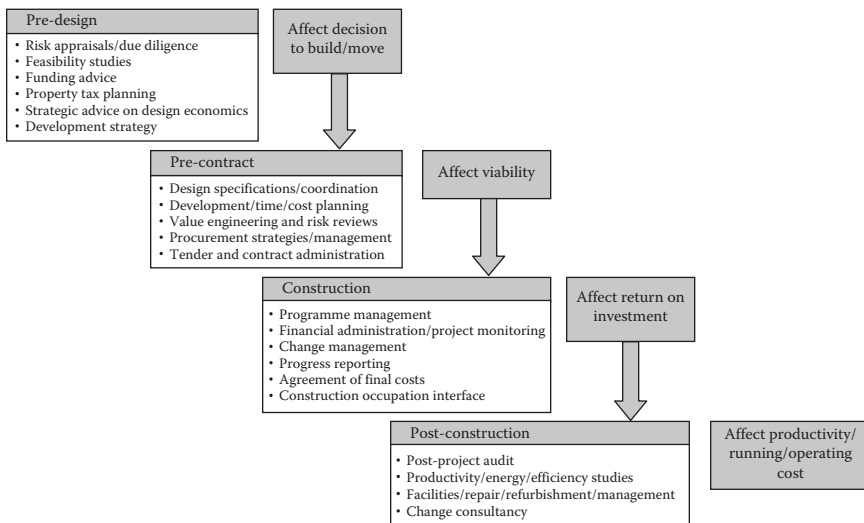 Pre-design
• Risk appraisals/due diligence
• Feasibility studies
• Funding advice
• Property tax planning
• Strategic advice on design economics
• Development strategy
Affect decision
to build/move
Pre-contract
• Design specifications/coordination
• Development/time/cost planning
• Value engineering and risk reviews
• Procurement strategies/management
• Tender and contract administration
Affect viability
Construction
• Programme management
• Financial administration/project monitoring
• Change management
• Progress reporting
• Agreement of final costs
• Construction occupation interface
Affect return on
investment
Post-construction
• Post-project audit
• Productivity/energy/efficiency studies
• Facilities/repair/refurbishment/management
• Change consultancy
Affect productivity/
running/operating
cost